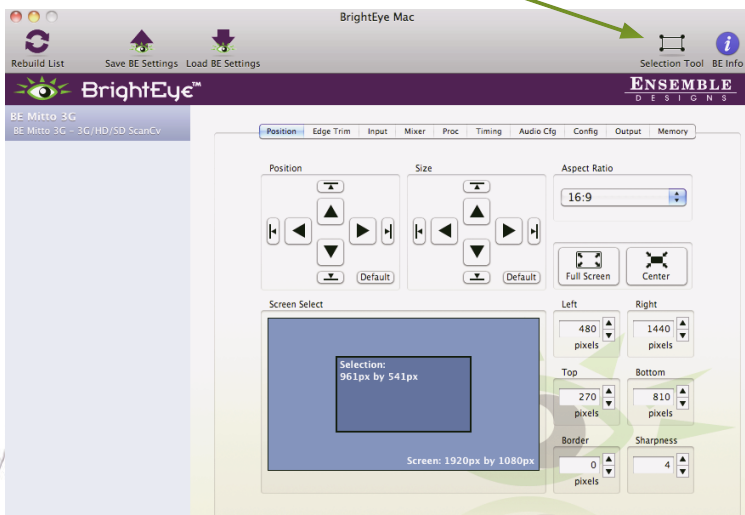 BrightEye Mac
Rebuild List
Save BE Settings
Load BE Settings
Selection Tool
BE Info
BrightEye™
ENSEMBLE
DESIGNS
BE Mitto 3G
BE Mitto 3G - 3G/HD/SD ScanCv
Position Edge Trim Input Mixer Proc Timing Audio Cfg Config Output Memory
Position
Size
Aspect Ratio
16:9
Default
Default
Full Screen
Center
Screen Select
Selection:
961px by 541px
Screen: 1920px by 1080px
Left
Right
480
1440
pixels
pixels
Top
Bottom
270
810
pixels
pixels
Border
Sharpness
0
4
pixels